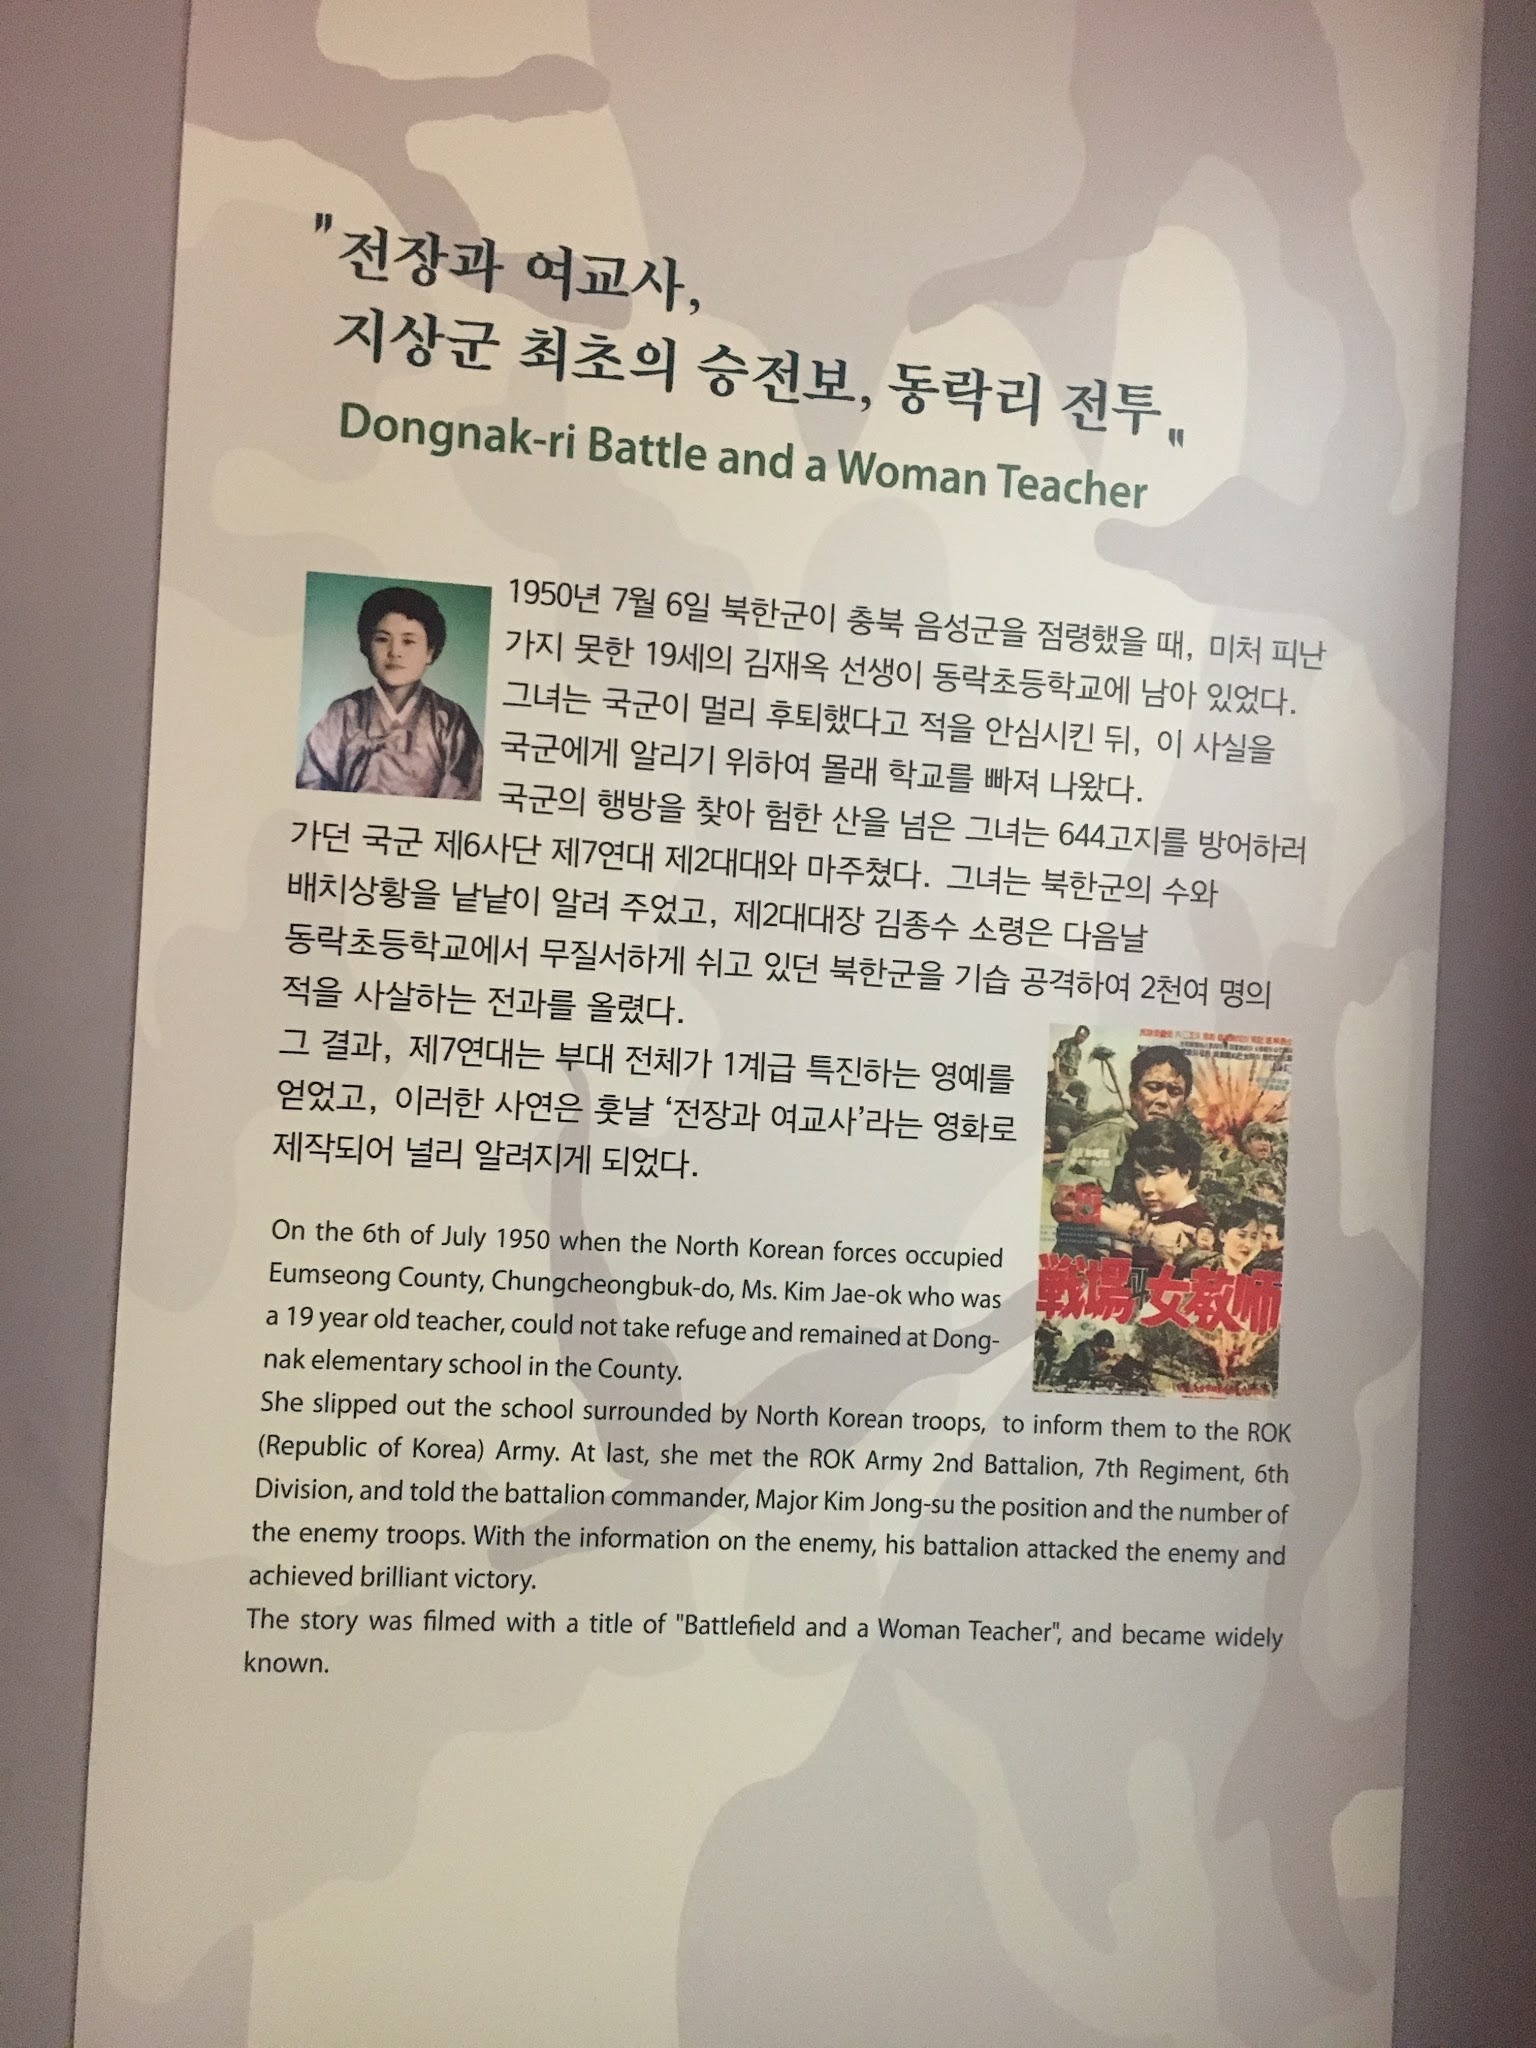 "전장과 여교사,
지상군 최초의 승전보, 동락리 전투"
Dongnak-ri Battle and a Woman Teacher
1950년 7월 6일 북한군이 충북 음성군을 점령했을 때, 미처 피난
가지 못한 19세의 김재옥 선생이 동락초등학교에 남아 있었다.
그녀는 국군이 멀리 후퇴했다고 적을 안심시킨 뒤, 이 사실을
국군에게 알리기 위하여 몰래 학교를 빠져 나왔다.
국군의 행방을 찾아 험한 산을 넘은 그녀는 644고지를 방어하러
가던 국군 제6사단 제7연대 제2대대와 마주쳤다. 그녀는 북한군의 수와
배치상황을 낱낱이 알려 주었고, 제2대대장 김종수 소령은 다음날
동락초등학교에서 무질서하게 쉬고 있던 북한군을 기습 공격하여 2천여 명의
적을 사살하는 전과를 올렸다.
그 결과, 제7연대는 부대 전체가 1계급 특진하는 영예를
얻었고, 이러한 사연은 훗날 '전장과 여교사'라는 영화로
제작되어 널리 알려지게 되었다.
戦場과 女教师
On the 6th of July 1950 when the North Korean forces occupied
Eumseong County, Chungcheongbuk-do, Ms. Kim Jae-ok who was
a 19 year old teacher, could not take refuge and remained at Dong-
nak elementary school in the County.
She slipped out the school surrounded by North Korean troops, to inform them to the ROK
(Republic of Korea) Army. At last, she met the ROK Army 2nd Battalion, 7th Regiment, 6th
Division, and told the battalion commander, Major Kim Jong-su the position and the number of
the enemy troops. With the information on the enemy, his battalion attacked the enemy and
achieved brilliant victory.
The story was filmed with a title of "Battlefield and a Woman Teacher", and became widely
known.